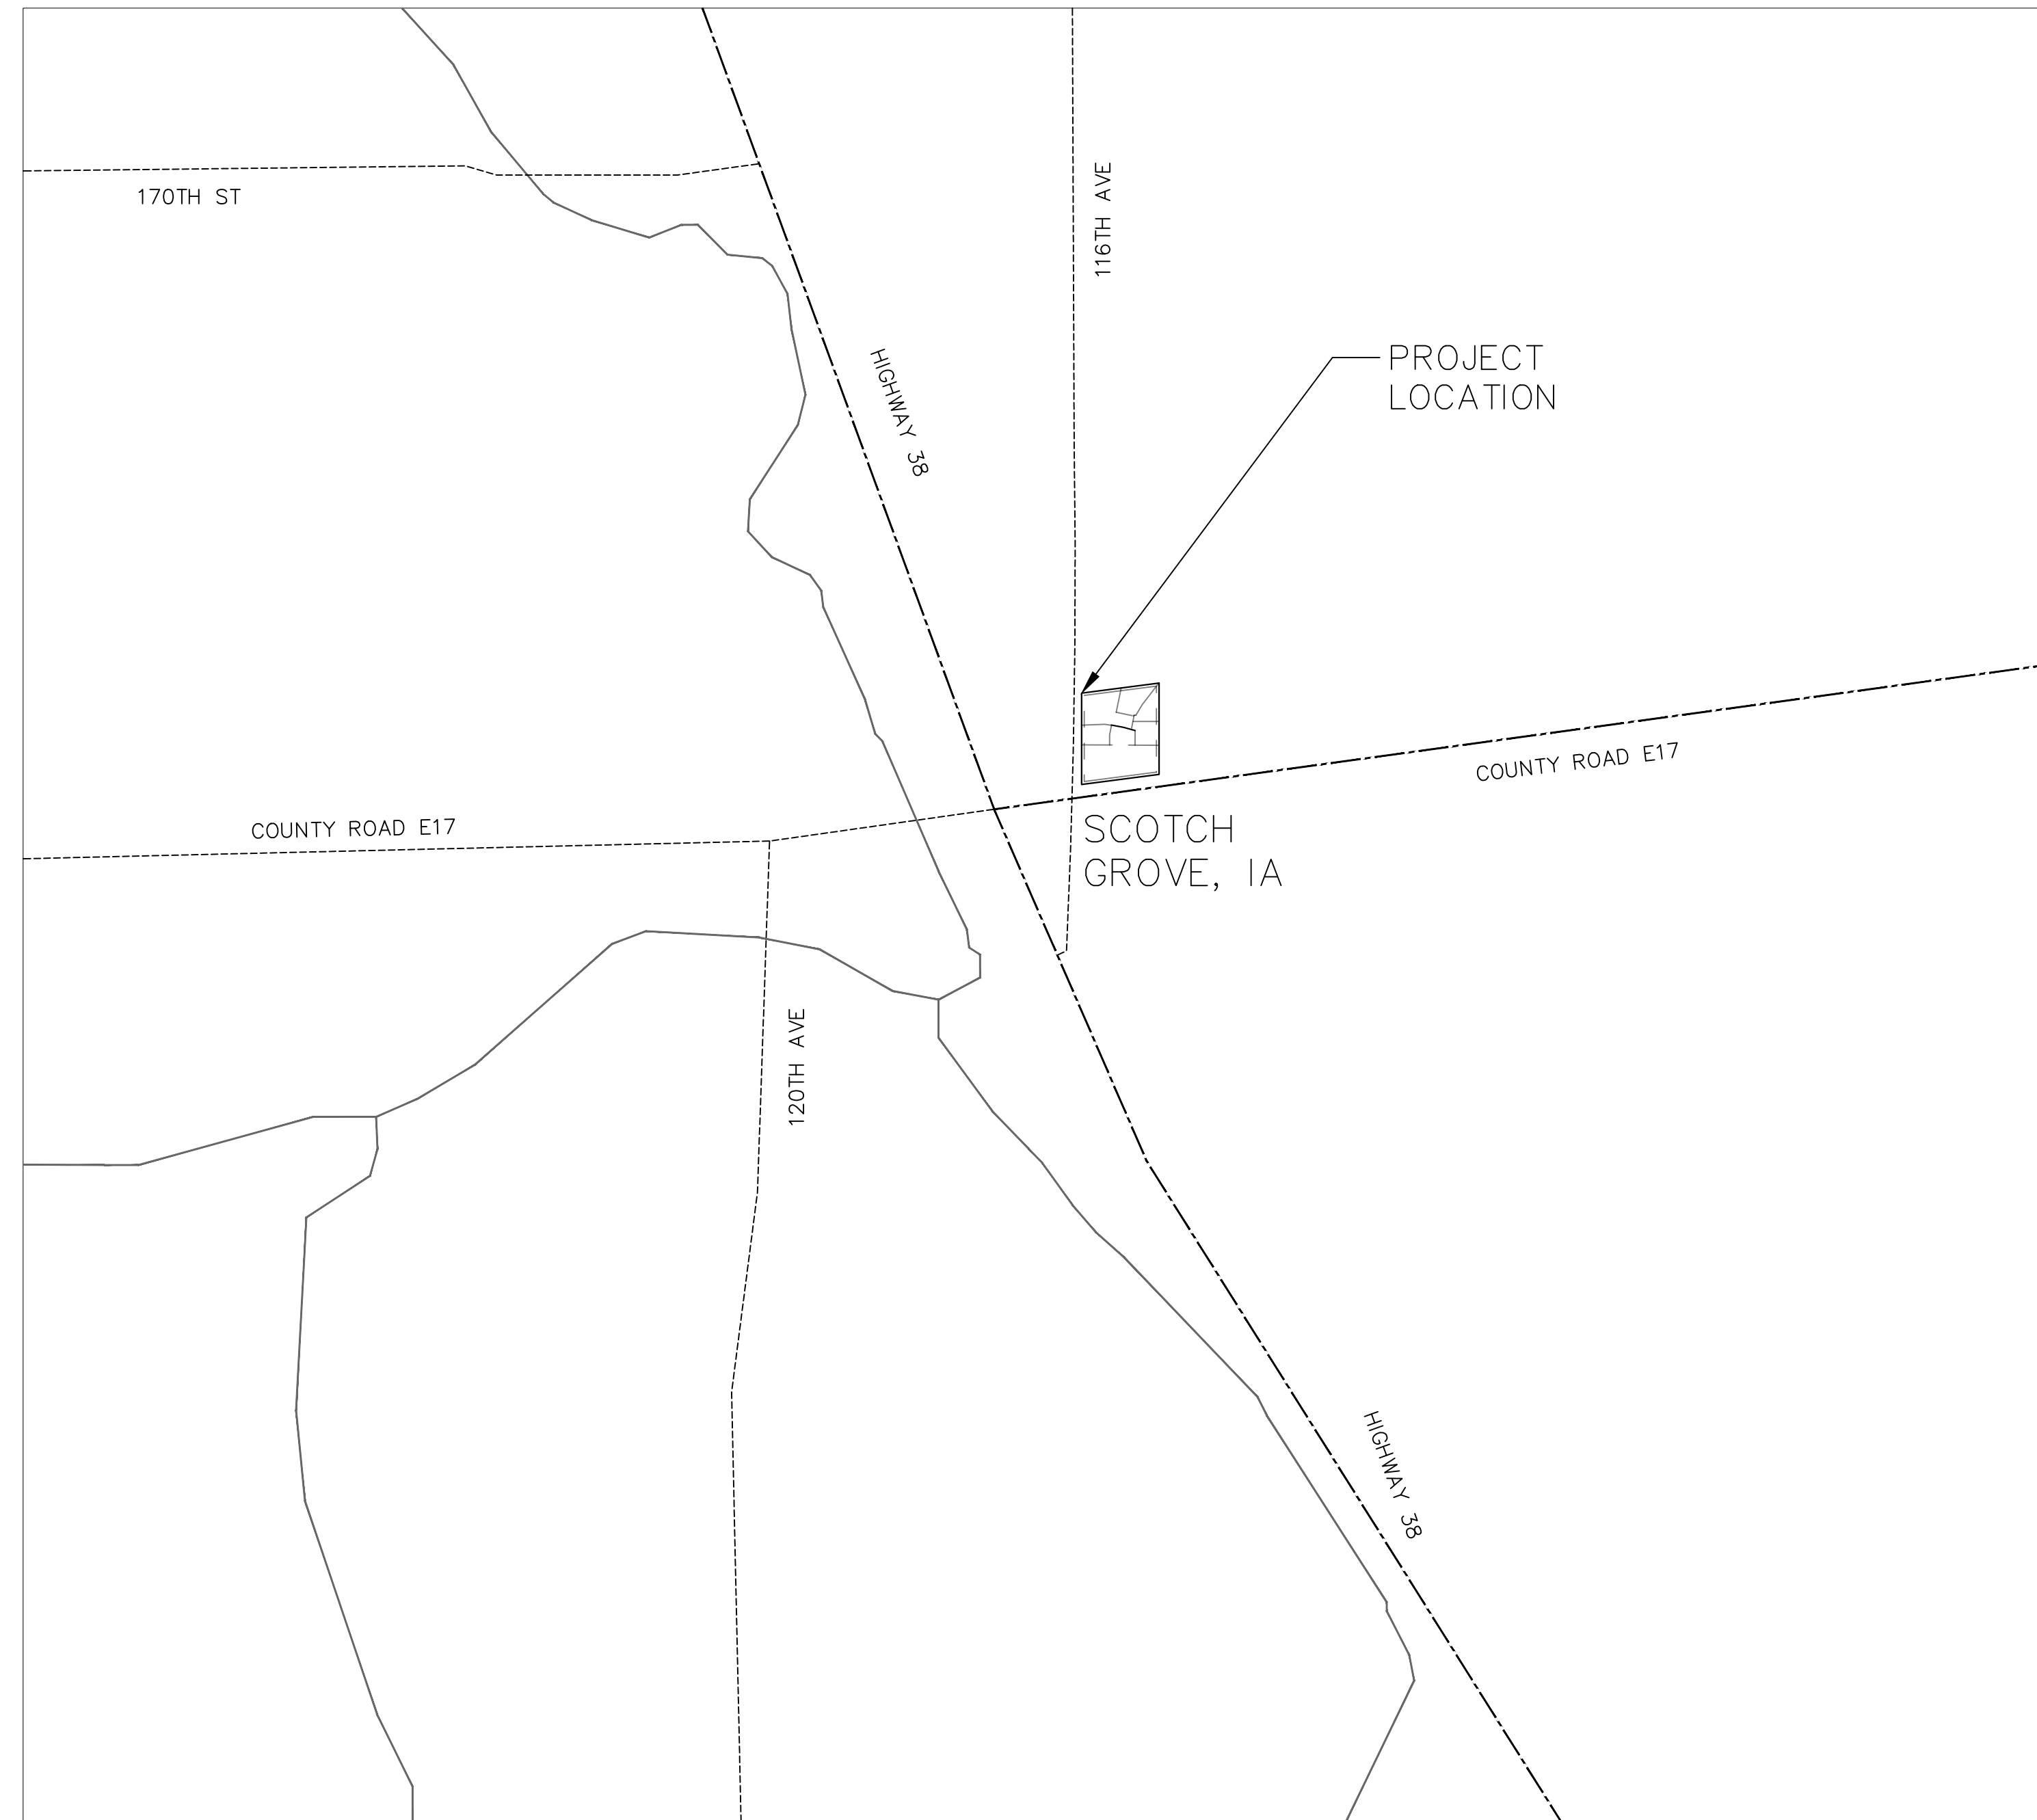 170TH ST
116TH AVE
HIGHWAY 38
PROJECT
LOCATION
COUNTY ROAD E17
COUNTY ROAD E17
SCOTCH
GROVE, IA
120TH AVE
HIGHWAY 38